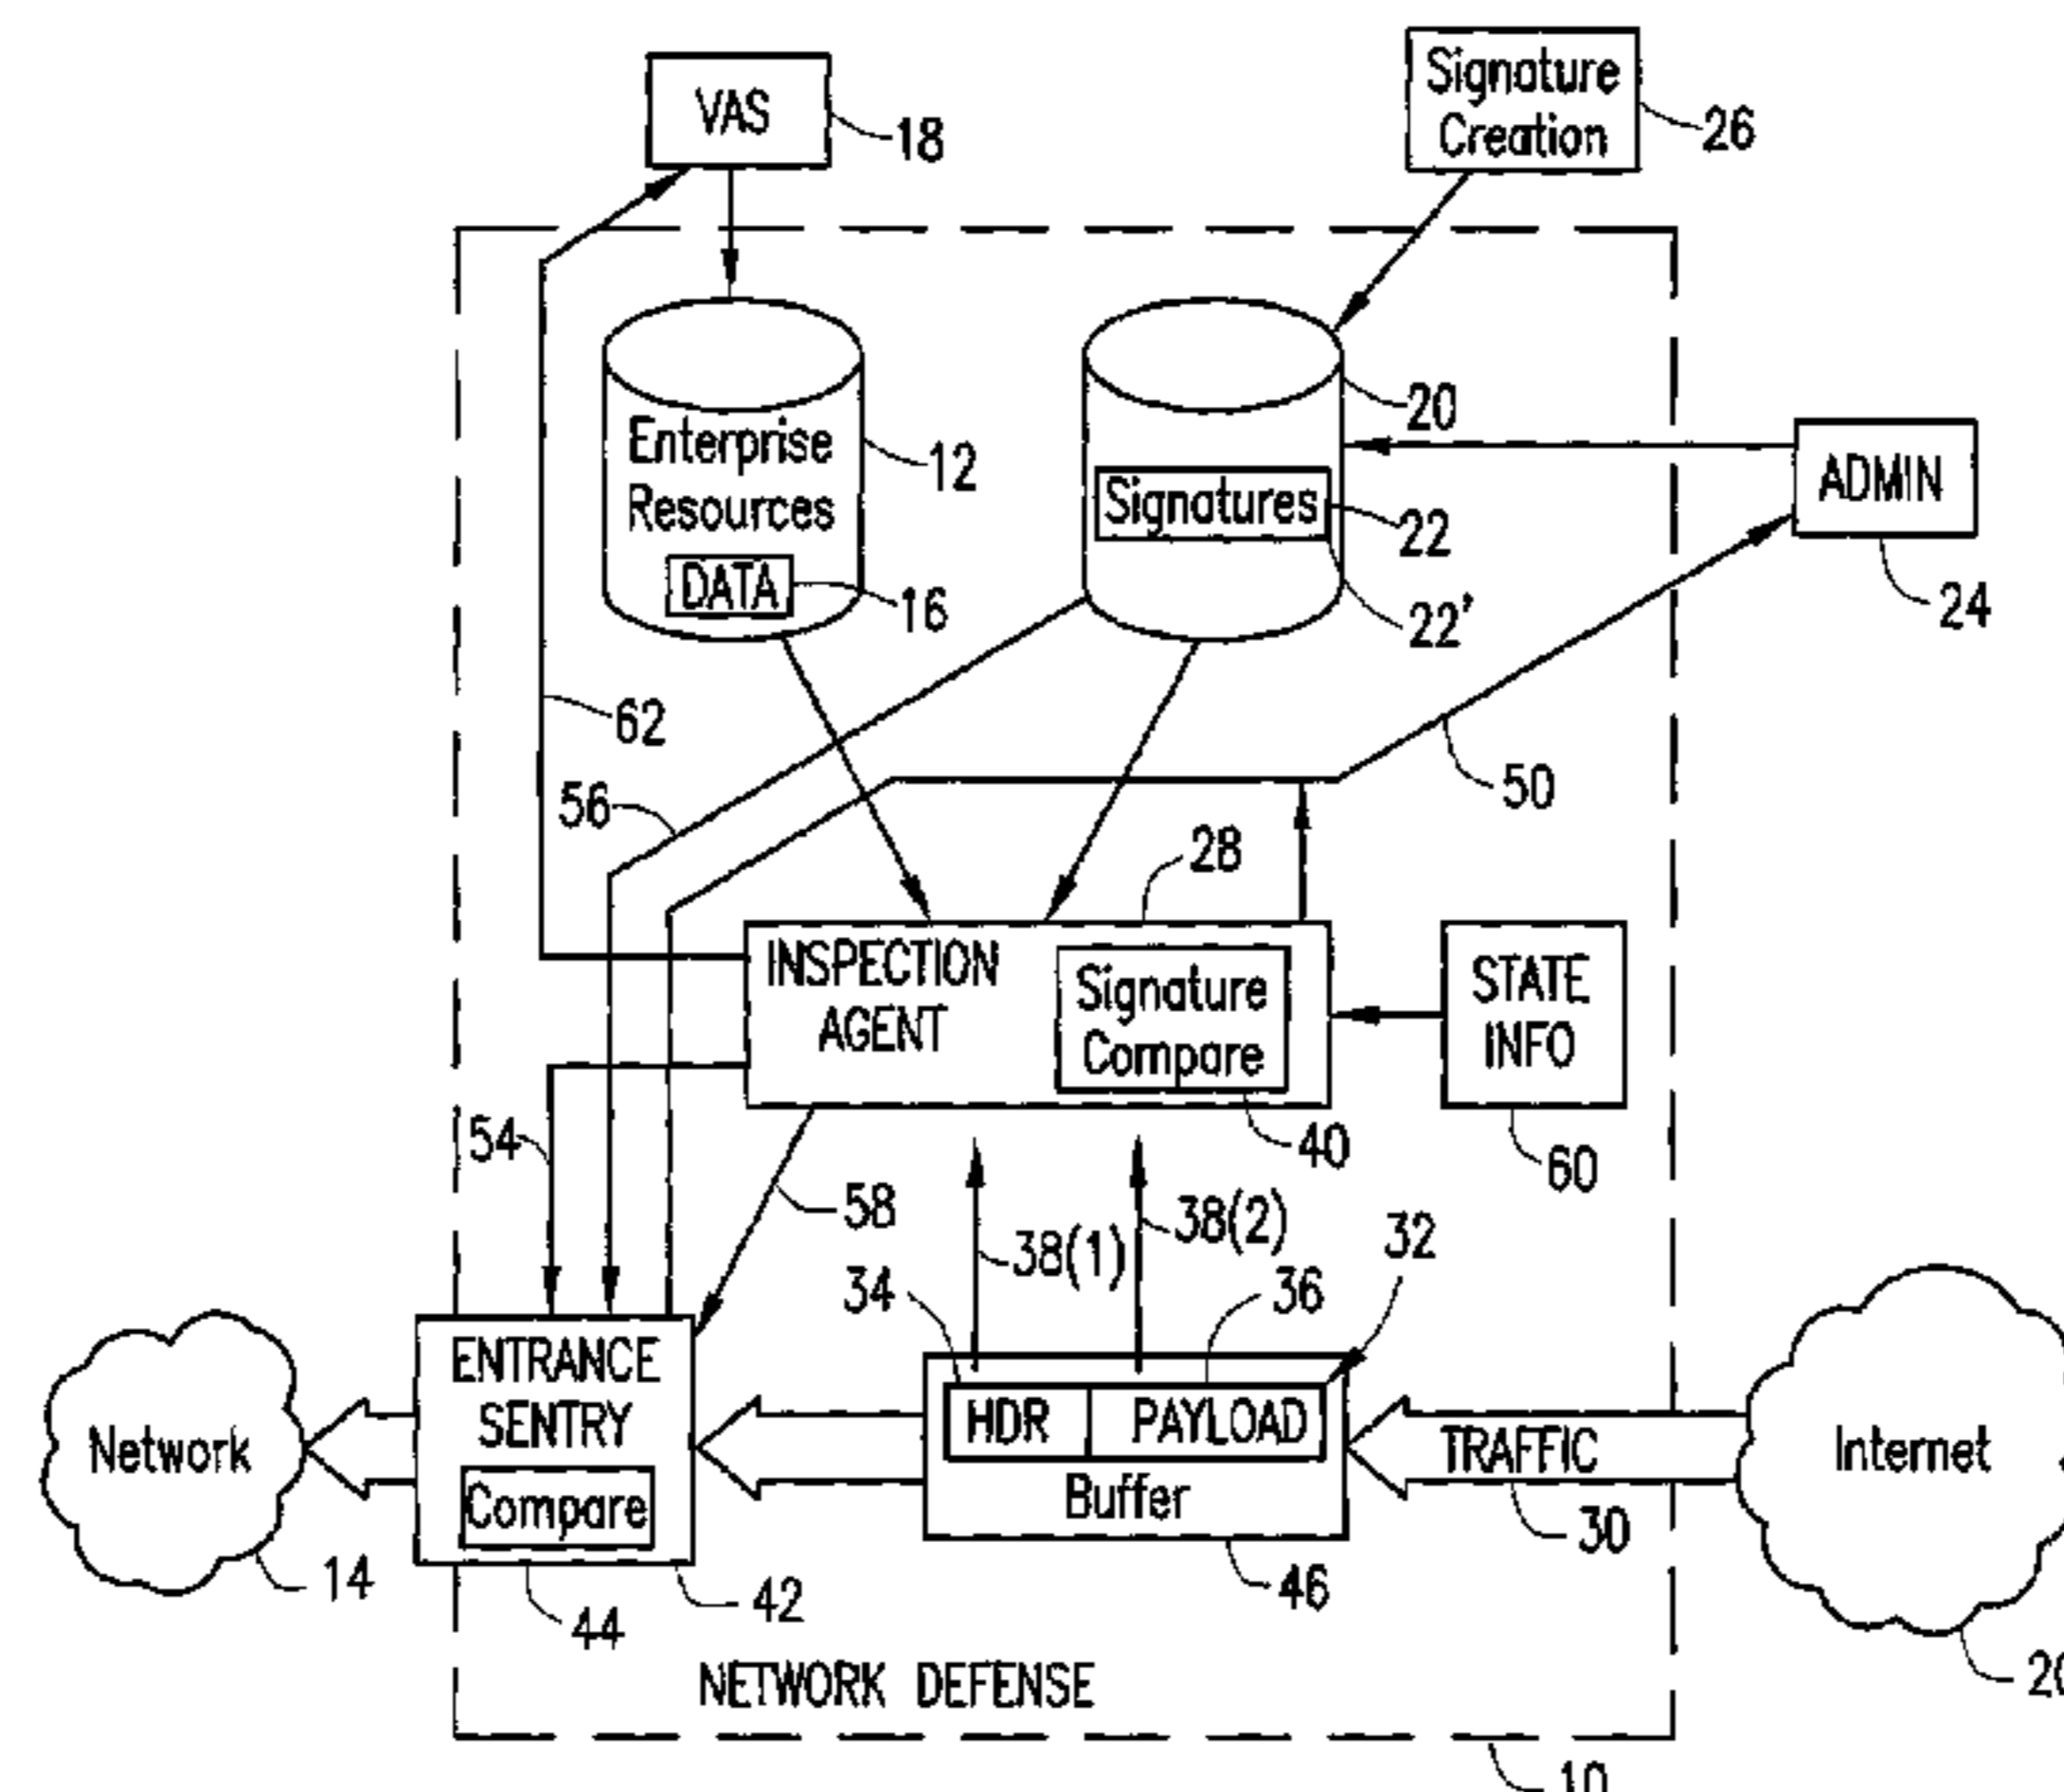 VAS
18
Signature
Creation
26
Enterprise
Resources
12
DATA
16
20
Signatures
22
22'
ADMIN
24
62
56
50
28
INSPECTION
AGENT
Signature
Compare
40
STATE
INFO
60
54
58
38(1)
38(2)
32
34
36
ENTRANCE
SENTRY
Compare
HDR
PAYLOAD
Buffer
TRAFFIC
30
Internet
Network
14
44
42
46
NETWORK DEFENSE
10